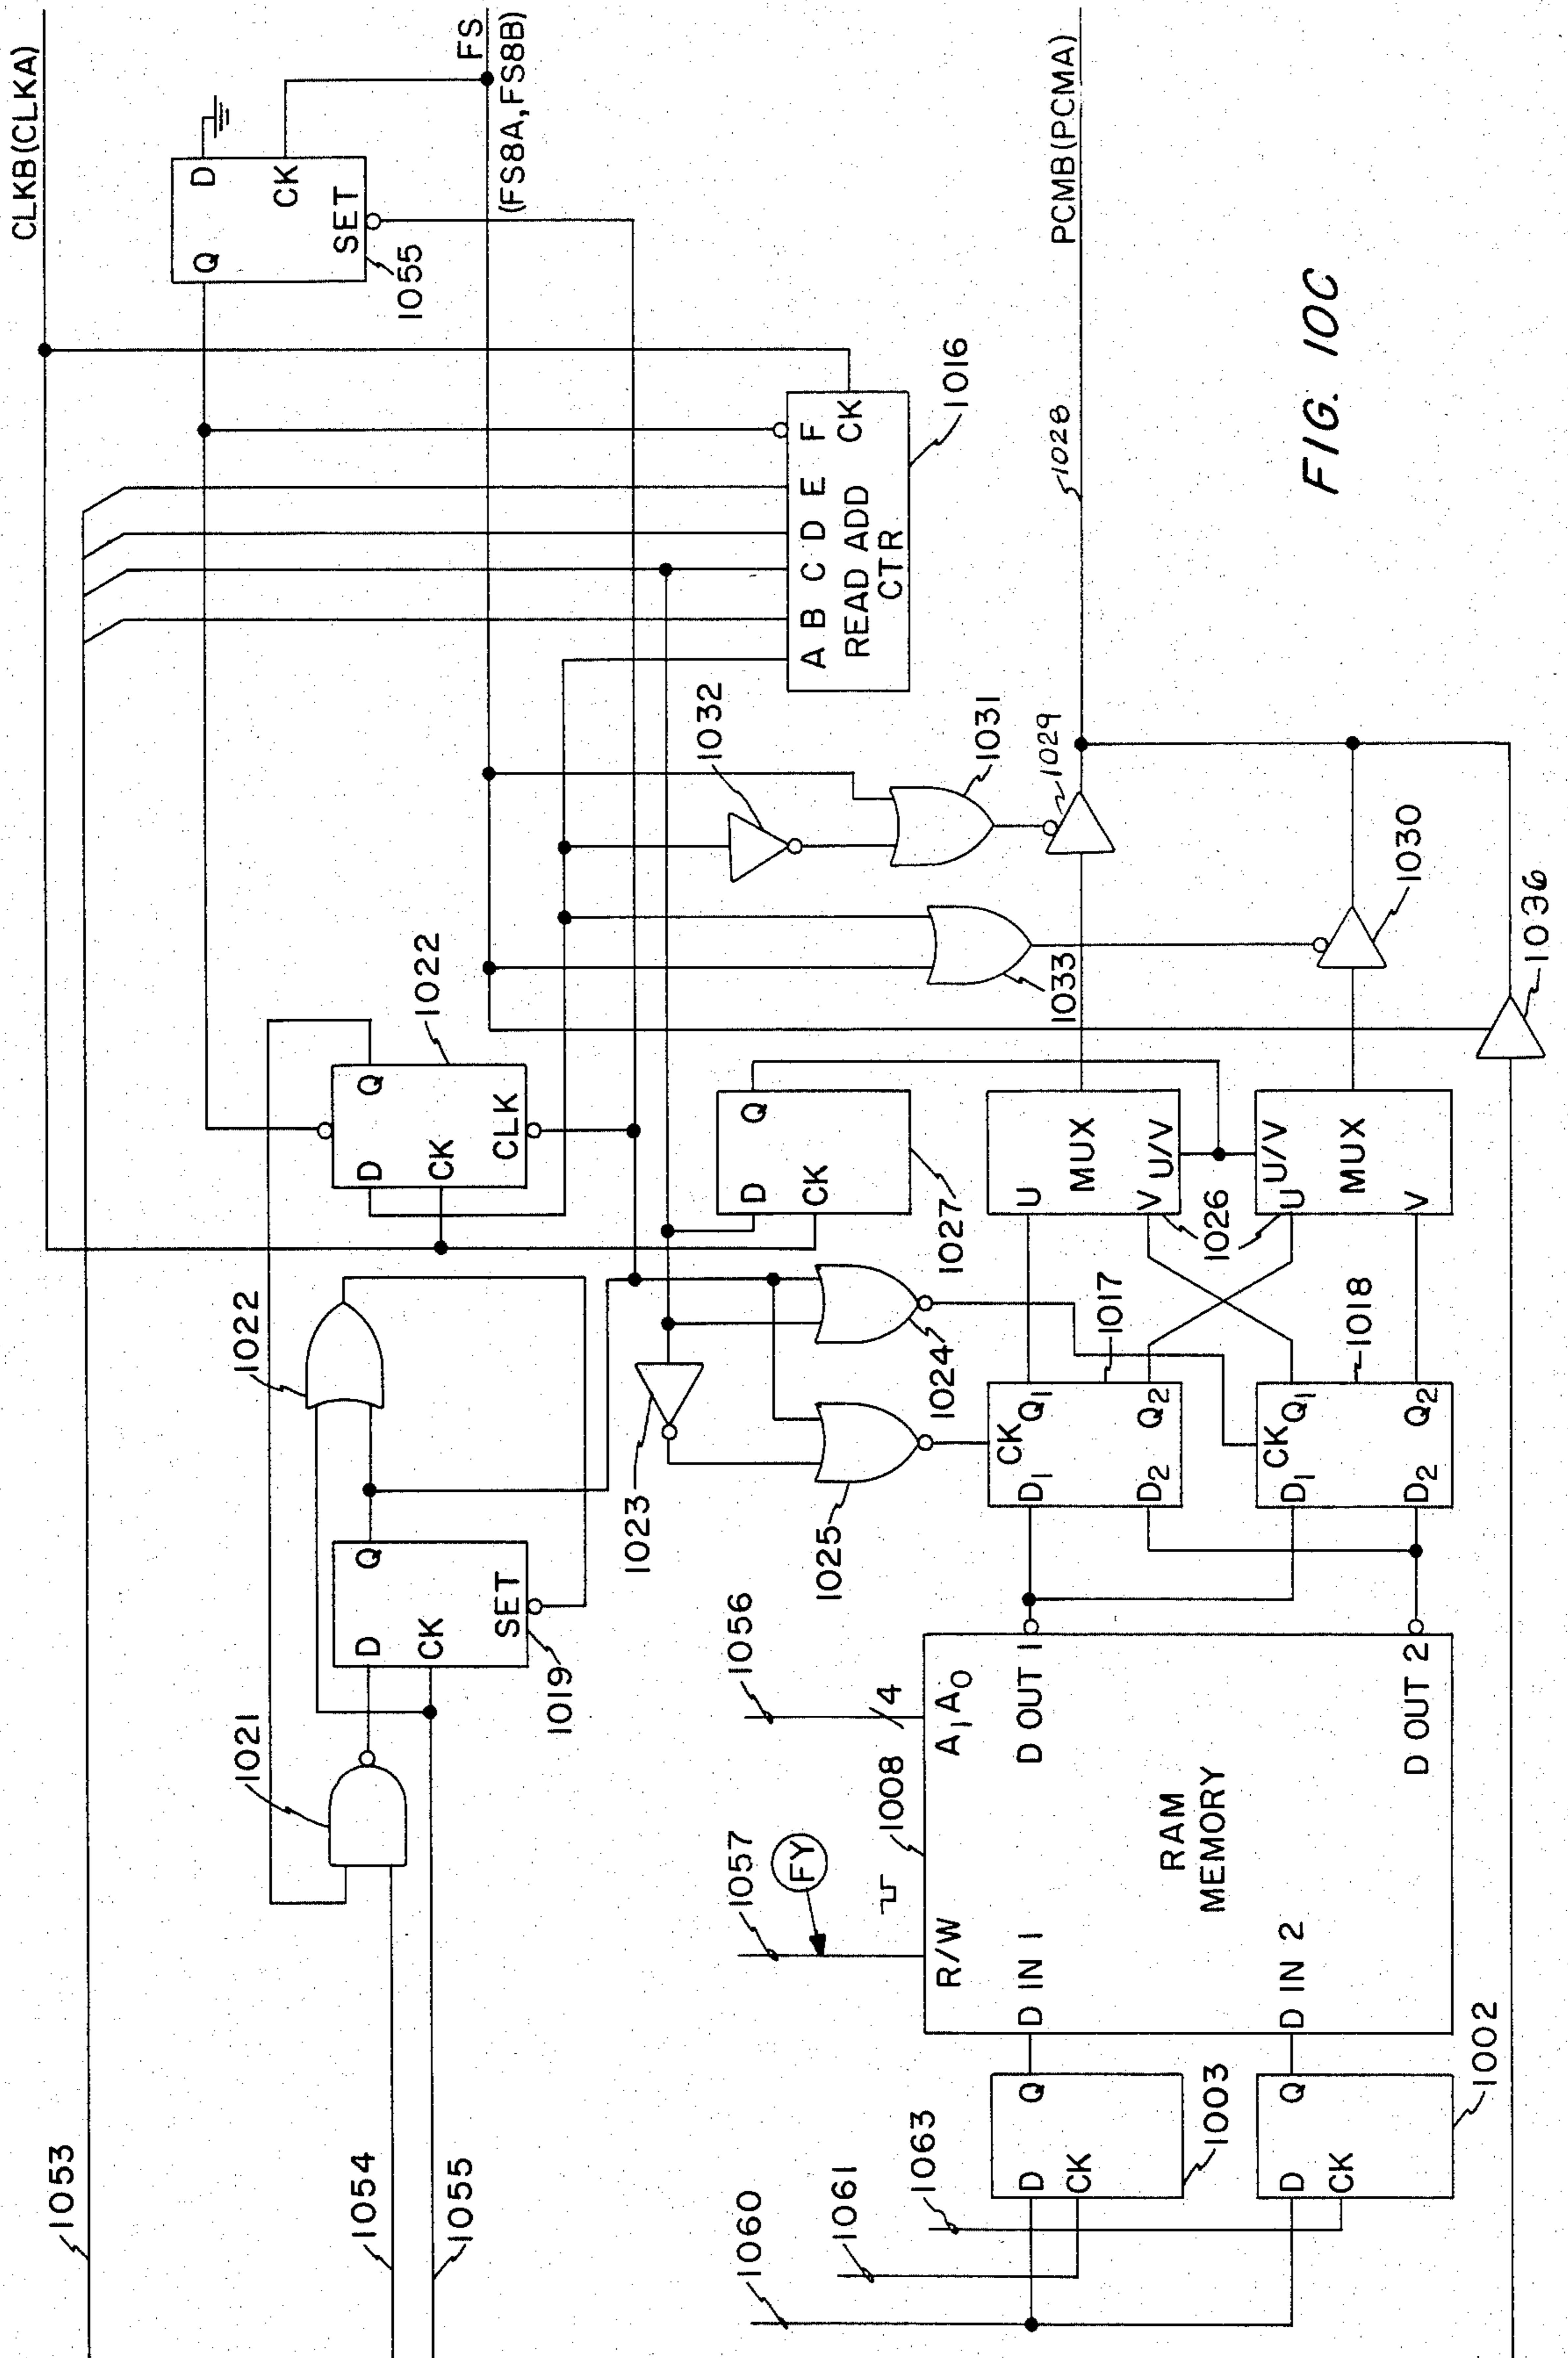 CLKB(CLKA)
Q
D
CK
SET
1055
FS
(FS8A,FS8B)
A B C D E F
READ ADD
CTR
CK
1016
PCMB(PCMA)
1028
FIG. 10C
1032
1031
1029
1033
1030
1036
1022
D
Q
CK
CLK
D
Q
CK
1027
U
MUX
V U/V
1026
U/V
U
MUX
V
1022
1023
1024
1025
1017
CK Q1
D1
D2 Q2
1018
CK Q1
D1
D2 Q2
1021
D
Q
CK
SET
1019
1053
1054
1055
1056
4
1057
FY
1008
R/W
A1A0
D IN 1
D OUT 1
RAM
MEMORY
D IN 2
D OUT 2
1060
1061
1063
D
Q
CK
1003
D
Q
CK
1002